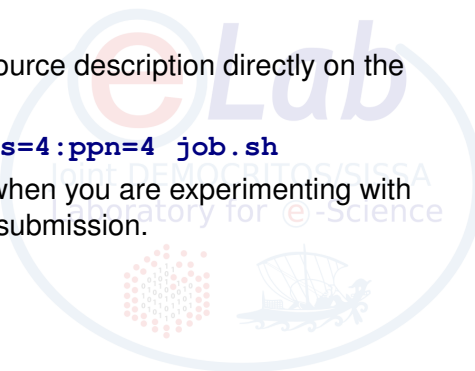 eLab
ource description directly on the
s=4:ppn=4 job.sh
Joint DEMOCRITOS/SISSA
when you are experimenting with
Laboratory for e-Science
submission.